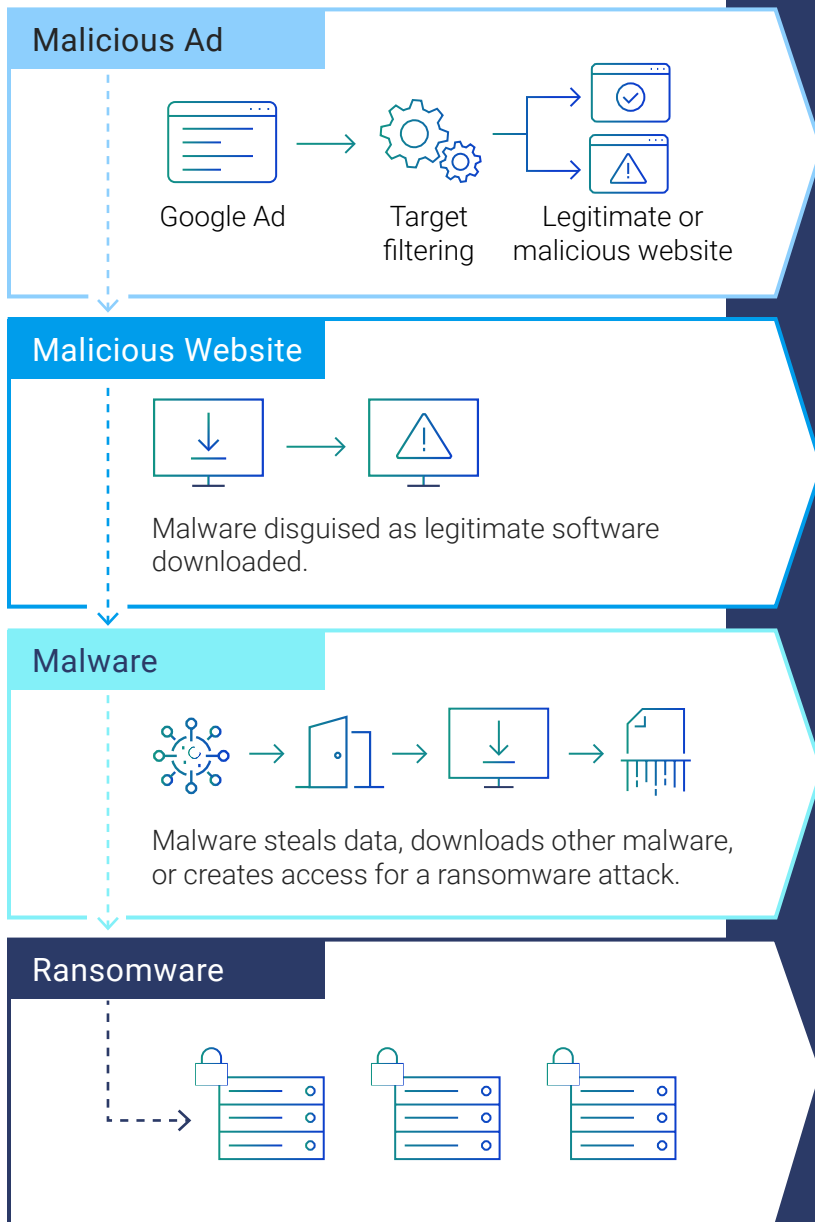 Malicious Ad
Google Ad
Target
filtering
Legitimate or
malicious website
Malicious Website
Malware disguised as legitimate software
downloaded.
Malware
Malware steals data, downloads other malware,
or creates access for a ransomware attack.
Ransomware